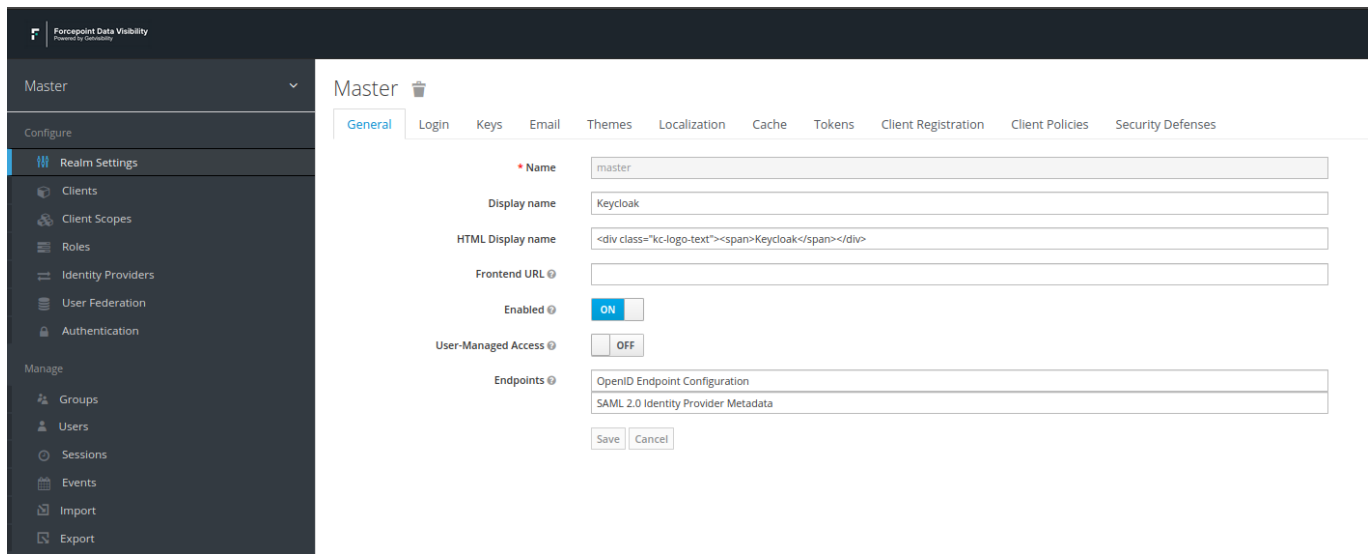 Forcepoint Data Visibility
Powered by Getvisibility
Master
Configure
Realm Settings
Clients
Client Scopes
Roles
Identity Providers
User Federation
Authentication
Manage
Groups
Users
Sessions
Events
Import
Export
Master
General Login Keys Email Themes Localization Cache Tokens Client Registration Client Policies Security Defenses
* Name master
Display name Keycloak
HTML Display name <div class="kc-logo-text"><span>Keycloak</span></div>
Frontend URL
Enabled ON
User-Managed Access OFF
Endpoints OpenID Endpoint Configuration
SAML 2.0 Identity Provider Metadata
Save Cancel